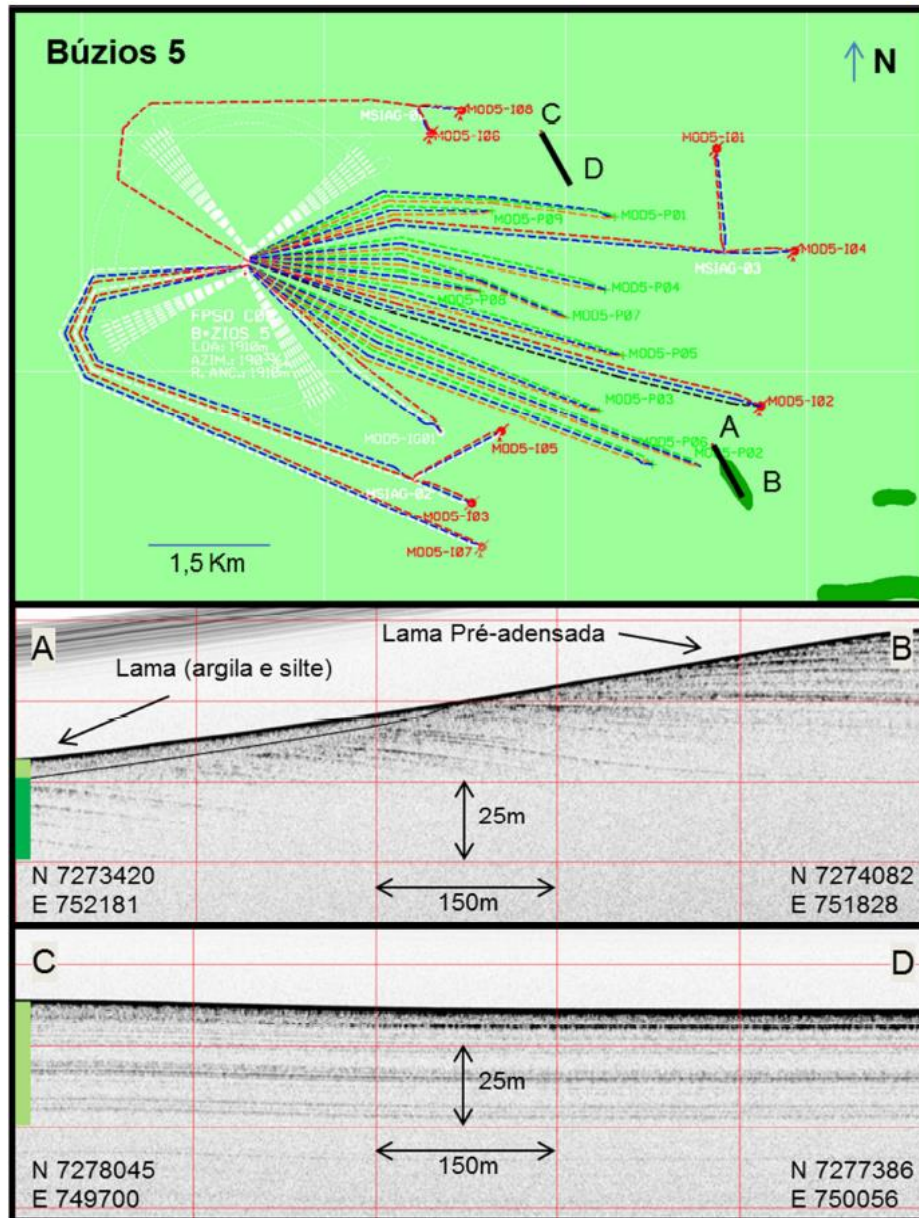 Búzios 5
N
MOD5-I08
MOD5-I06
C
D
MOD5-I01
MOD5-P09
MOD5-P01
MOD5-I04
MSIAG-03
MOD5-P04
MOD5-P08
MOD5-P07
MOD5-P05
MOD5-I02
MOD5-P03
MOD5-IG01
MOD5-I05
MOD5-P06
MOD5-P02
A
B
MSIAG-02
MOD5-I03
MOD5-I07
1,5 Km
A
Lama Pré-adensada
B
Lama (argila e silte)
25m
N 7273420
E 752181
150m
N 7274082
E 751828
C
D
25m
150m
N 7278045
E 749700
N 7277386
E 750056